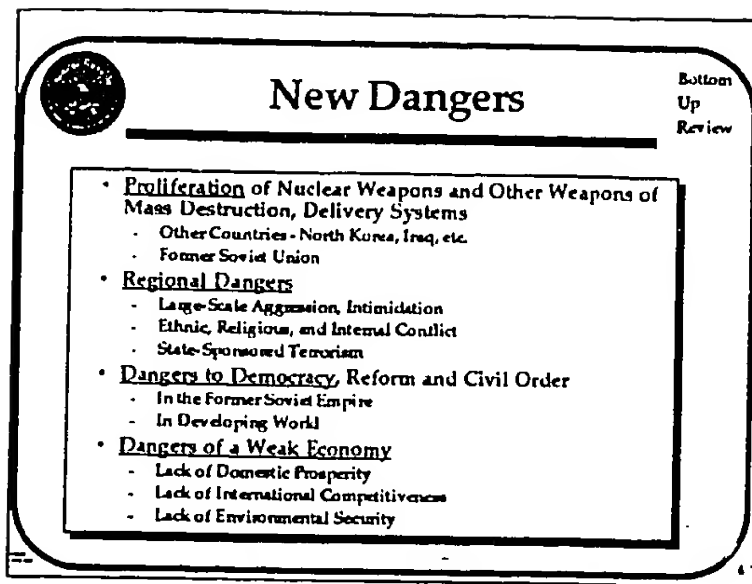 New Dangers
Bottom
Up
Review
• Proliferation of Nuclear Weapons and Other Weapons of
Mass Destruction, Delivery Systems
- Other Countries - North Korea, Iraq, etc.
- Former Soviet Union
• Regional Dangers
- Large-Scale Aggression, Intimidation
- Ethnic, Religious, and Internal Conflict
- State-Sponsored Terrorism
• Dangers to Democracy, Reform and Civil Order
- In the Former Soviet Empire
- In Developing World
• Dangers of a Weak Economy
- Lack of Domestic Prosperity
- Lack of International Competitiveness
- Lack of Environmental Security